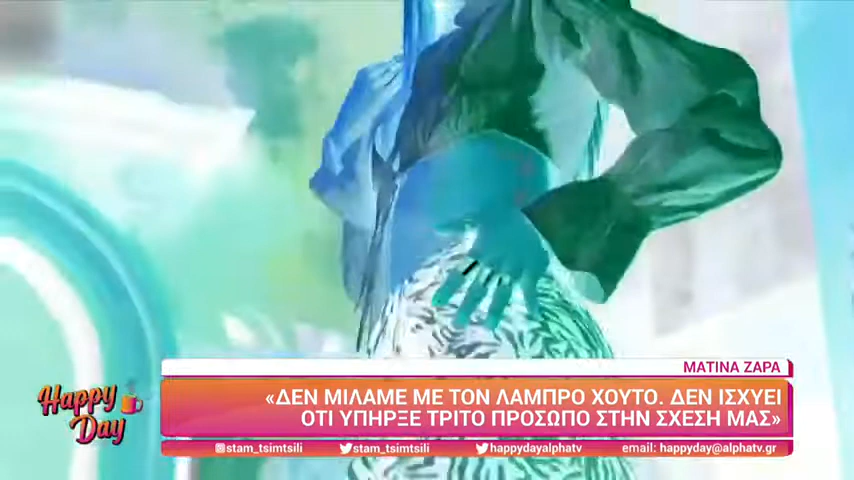 ΜΑΤΙΝΑ ΖΑΡΑ
«ΔΕΝ ΜΙΛΑΜΕ ΜΕ ΤΟΝ ΛΑΜΠΡΟ ΧΟΥΤΟ. ΔΕΝ ΙΣΧΥΕΙ
ΟΤΙ ΥΠΗΡΞΕ ΤΡΙΤΟ ΠΡΟΣΩΠΟ ΣΤΗΝ ΣΧΕΣΗ ΜΑΣ»
Happy
Day
stam_tsimtsili stam_tsimtsili happydayalphatv email: happyday@alphatv.gr